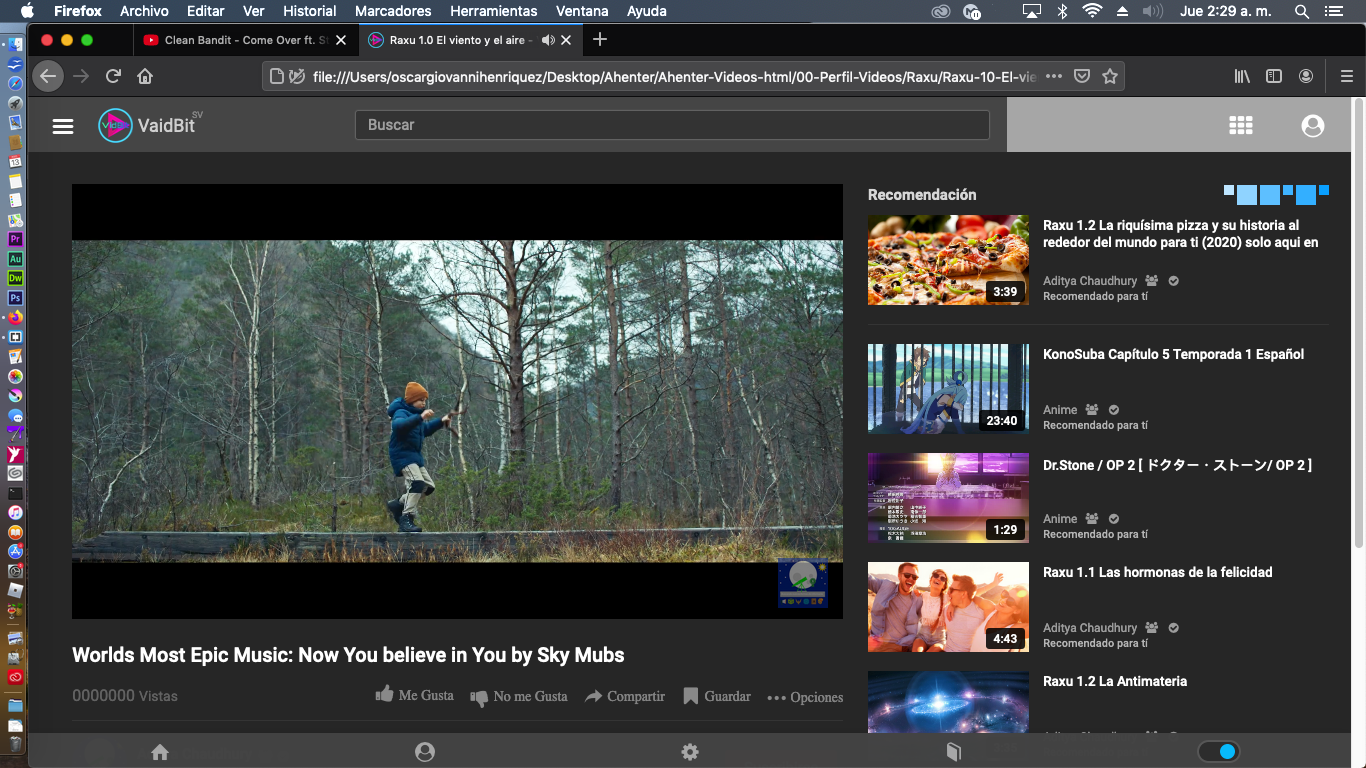 Firefox Archivo Editar Ver Historial Marcadores Herramientas Ventana Ayuda
Jue 2:29 a. m.
Clean Bandit - Come Over ft. St
Raxu 1.0 El viento y el aire -
file:///Users/oscargiovannihenriquez/Desktop/Ahenter/Ahenter-Videos-html/00-Perfil-Videos/Raxu/Raxu-10-El-vie
VaidBit SV
Buscar
Recomendación
Raxu 1.2 La riquísima pizza y su historia al
rededor del mundo para ti (2020) solo aqui en
Aditya Chaudhury
Recomendado para tí
3:39
KonoSuba Capítulo 5 Temporada 1 Español
Anime
Recomendado para tí
23:40
Dr.Stone / OP 2 [ ドクター・ストーン/ OP 2 ]
Anime
Recomendado para tí
1:29
Raxu 1.1 Las hormonas de la felicidad
Aditya Chaudhury
Recomendado para tí
4:43
Raxu 1.2 La Antimateria
Worlds Most Epic Music: Now You believe in You by Sky Mubs
0000000 Vistas
Me Gusta
No me Gusta
Compartir
Guardar
Opciones
Pr
Au
Dw
Ps